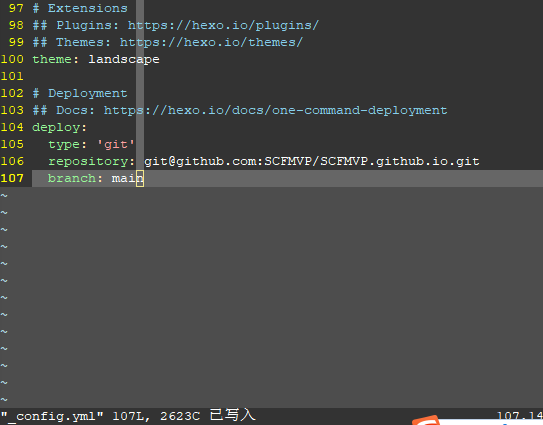 97 # Extensions
98 ## Plugins: https://hexo.io/plugins/
99 ## Themes: https://hexo.io/themes/
100 theme: landscape
101
102 # Deployment
103 ## Docs: https://hexo.io/docs/one-command-deployment
104 deploy:
105   type: 'git'
106   repository: git@github.com:SCFMVP/SCFMVP.github.io.git
107   branch: main
~
~
~
~
~
~
~
~
~
~
~
~
~
"_config.yml" 107L, 2623C 已写入 107,14